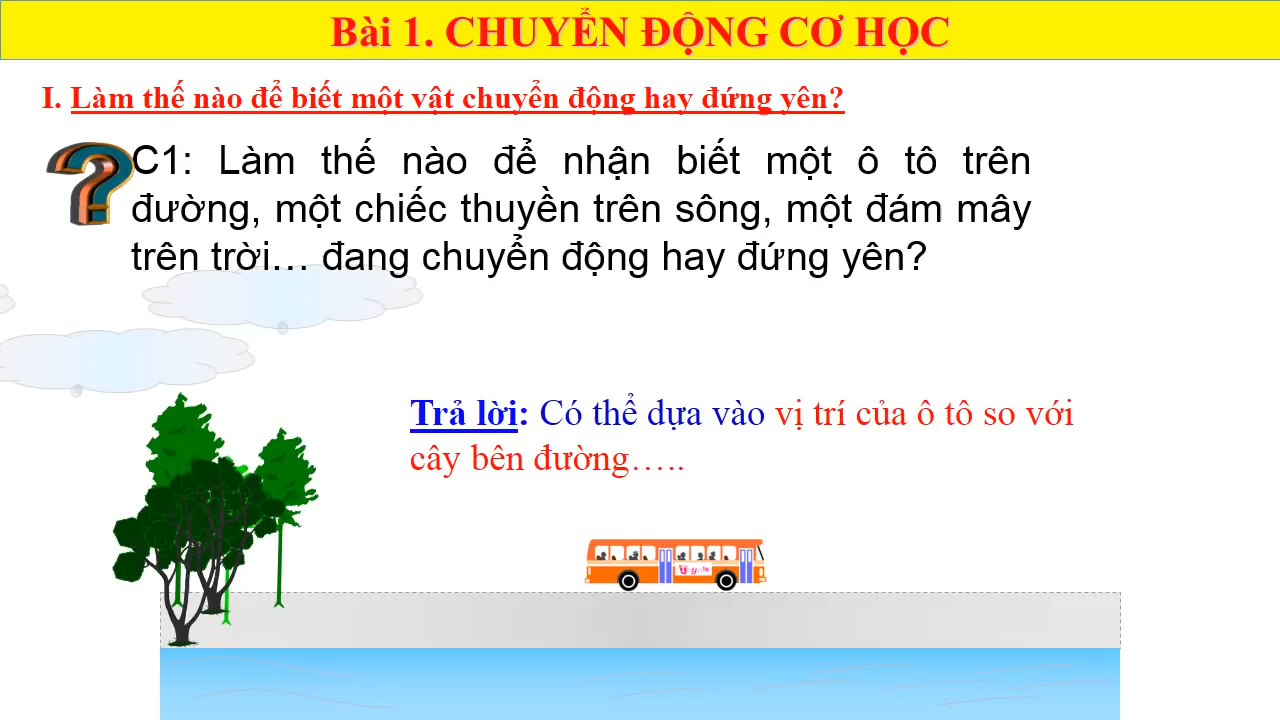 Bài 1. CHUYỂN ĐỘNG CƠ HỌC
I. Làm thế nào để biết một vật chuyển động hay đứng yên?
C1: Làm thế nào để nhận biết một ô tô trên
đường, một chiếc thuyền trên sông, một đám mây
trên trời… đang chuyển động hay đứng yên?
Trả lời: Có thể dựa vào vị trí của ô tô so với
cây bên đường…..